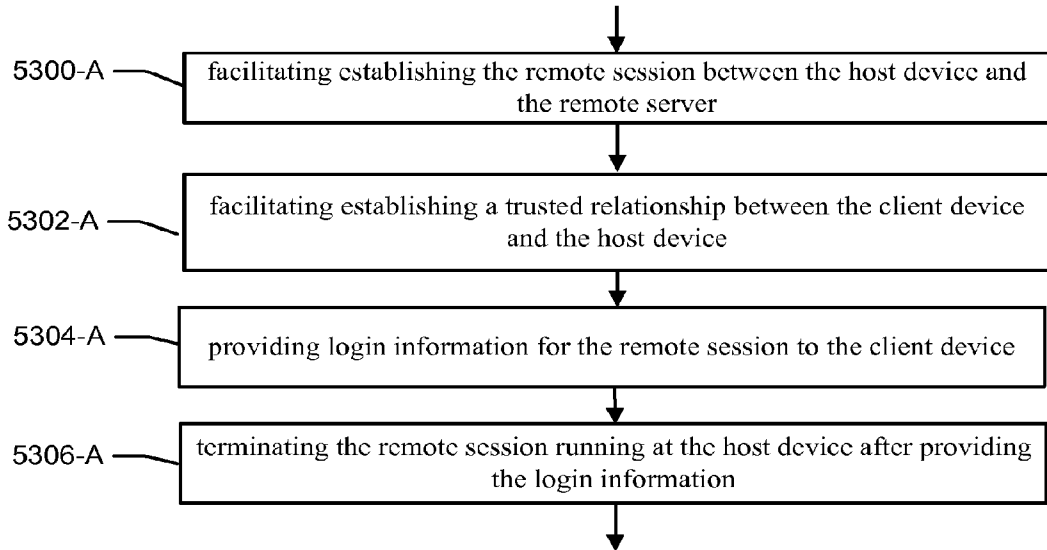 5300-A
facilitating establishing the remote session between the host device and
the remote server
5302-A
facilitating establishing a trusted relationship between the client device
and the host device
5304-A
providing login information for the remote session to the client device
5306-A
terminating the remote session running at the host device after providing
the login information